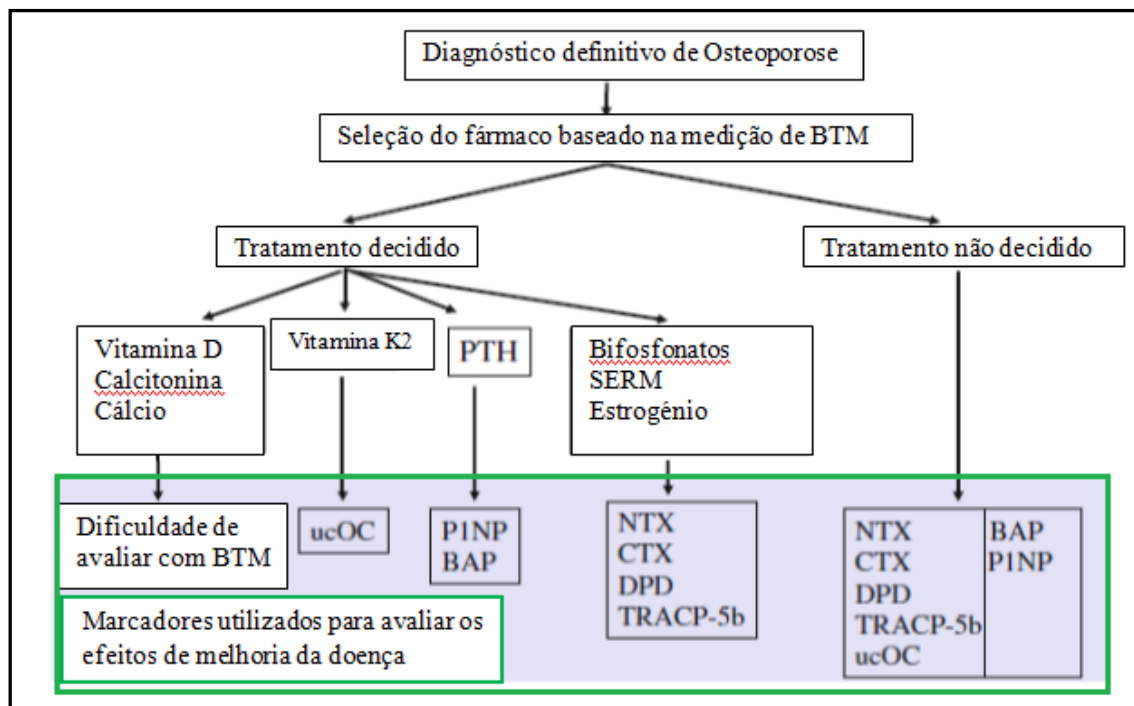 Diagnóstico definitivo de Osteoporose
Seleção do fármaco baseado na medição de BTM
Tratamento decidido
Tratamento não decidido
Vitamina D
Calcitonina
Cálcio
Vitamina K2
PTH
Bifosfonatos
SERM
Estrogénio
Dificuldade de
avaliar com BTM
ucOC
P1NP
BAP
NTX
CTX
DPD
TRACP-5b
NTX
CTX
DPD
TRACP-5b
ucOC
BAP
P1NP
Marcadores utilizados para avaliar os
efeitos de melhoria da doença